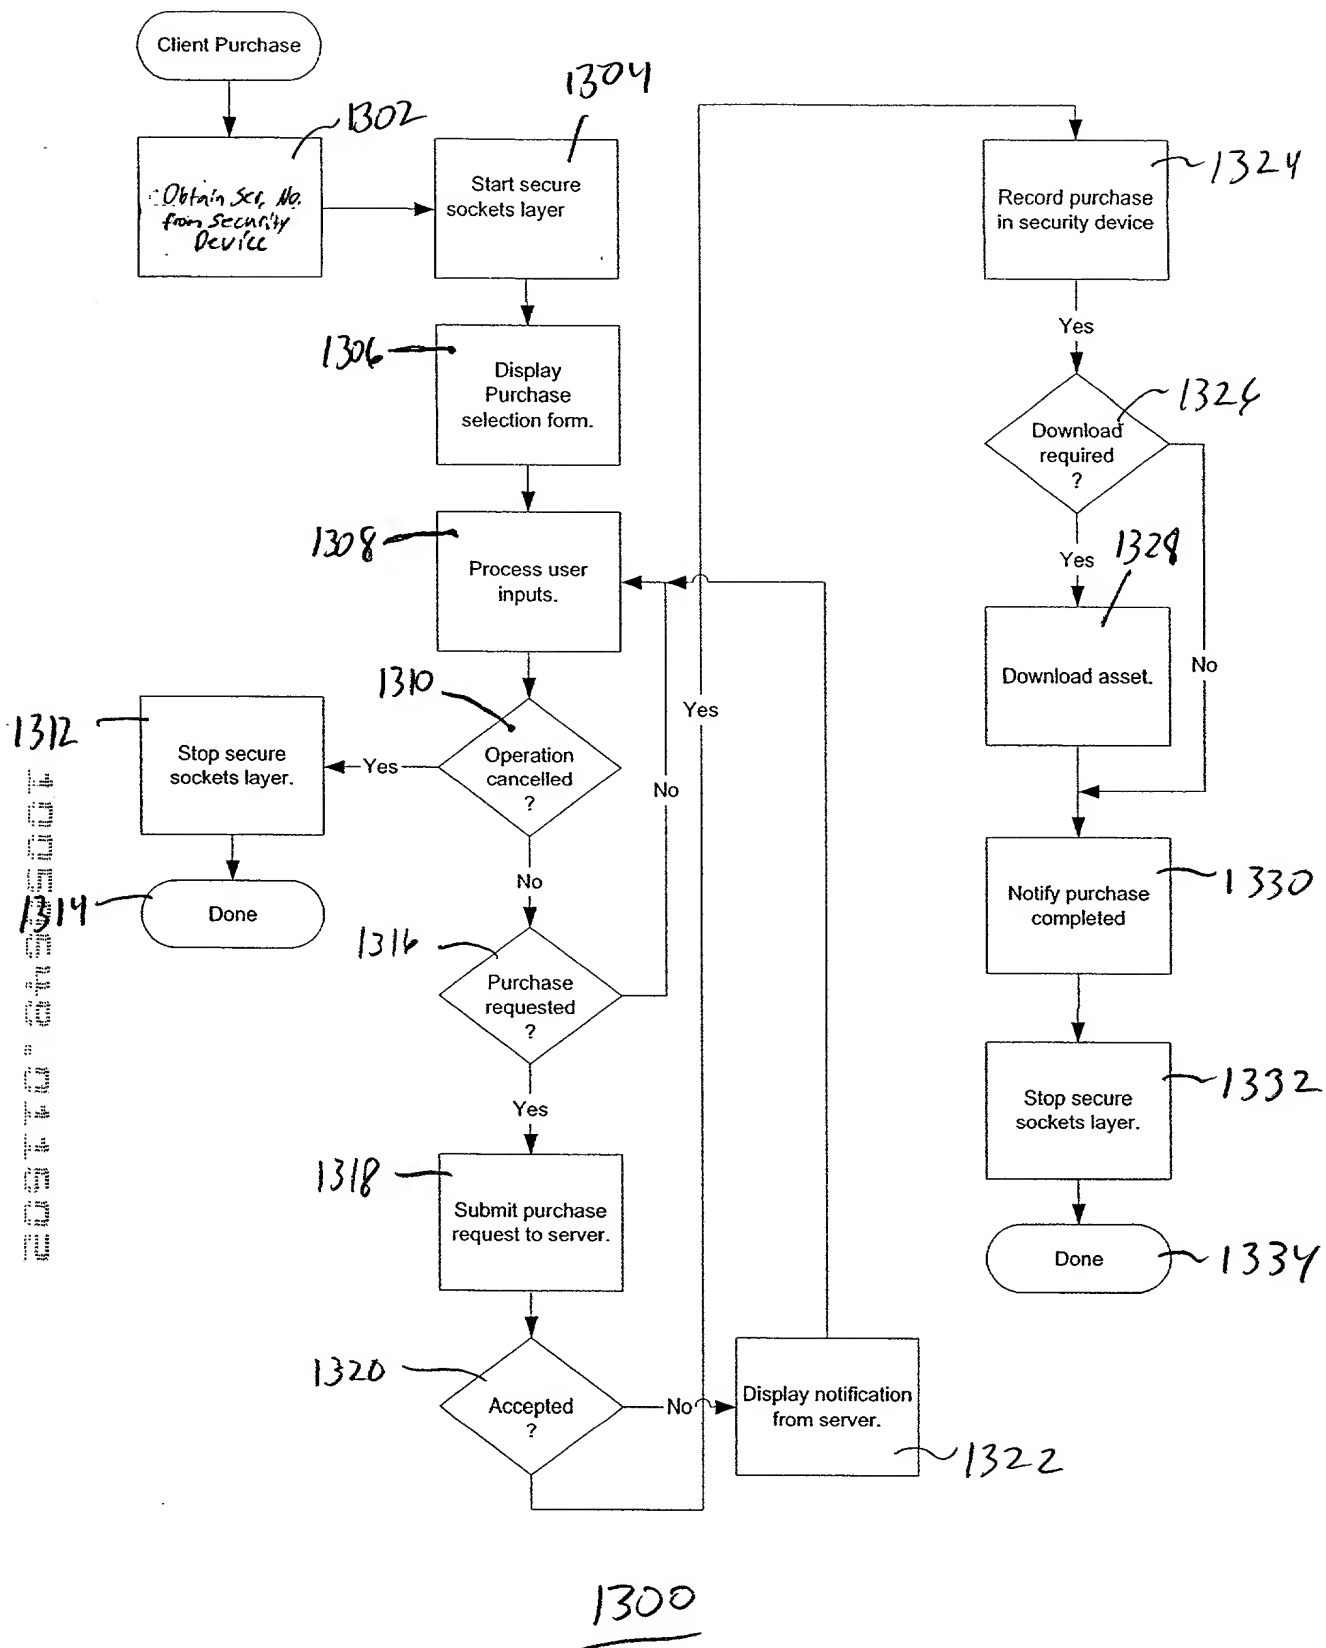 Client Purchase
1302
Obtain Ser. No.
from Security
Device
1304
Start secure
sockets layer
1306
Display
Purchase
selection form.
1308
Process user
inputs.
1310
Operation
cancelled
?
Yes
1312
Stop secure
sockets layer.
1314
Done
No
1316
Purchase
requested
?
No
Yes
1318
Submit purchase
request to server.
1320
Accepted
?
No
Yes
Display notification
from server.
1322
1324
Record purchase
in security device
Yes
1326
Download
required
?
Yes
No
1328
Download asset.
1330
Notify purchase
completed
1332
Stop secure
sockets layer.
Done
1334
1300